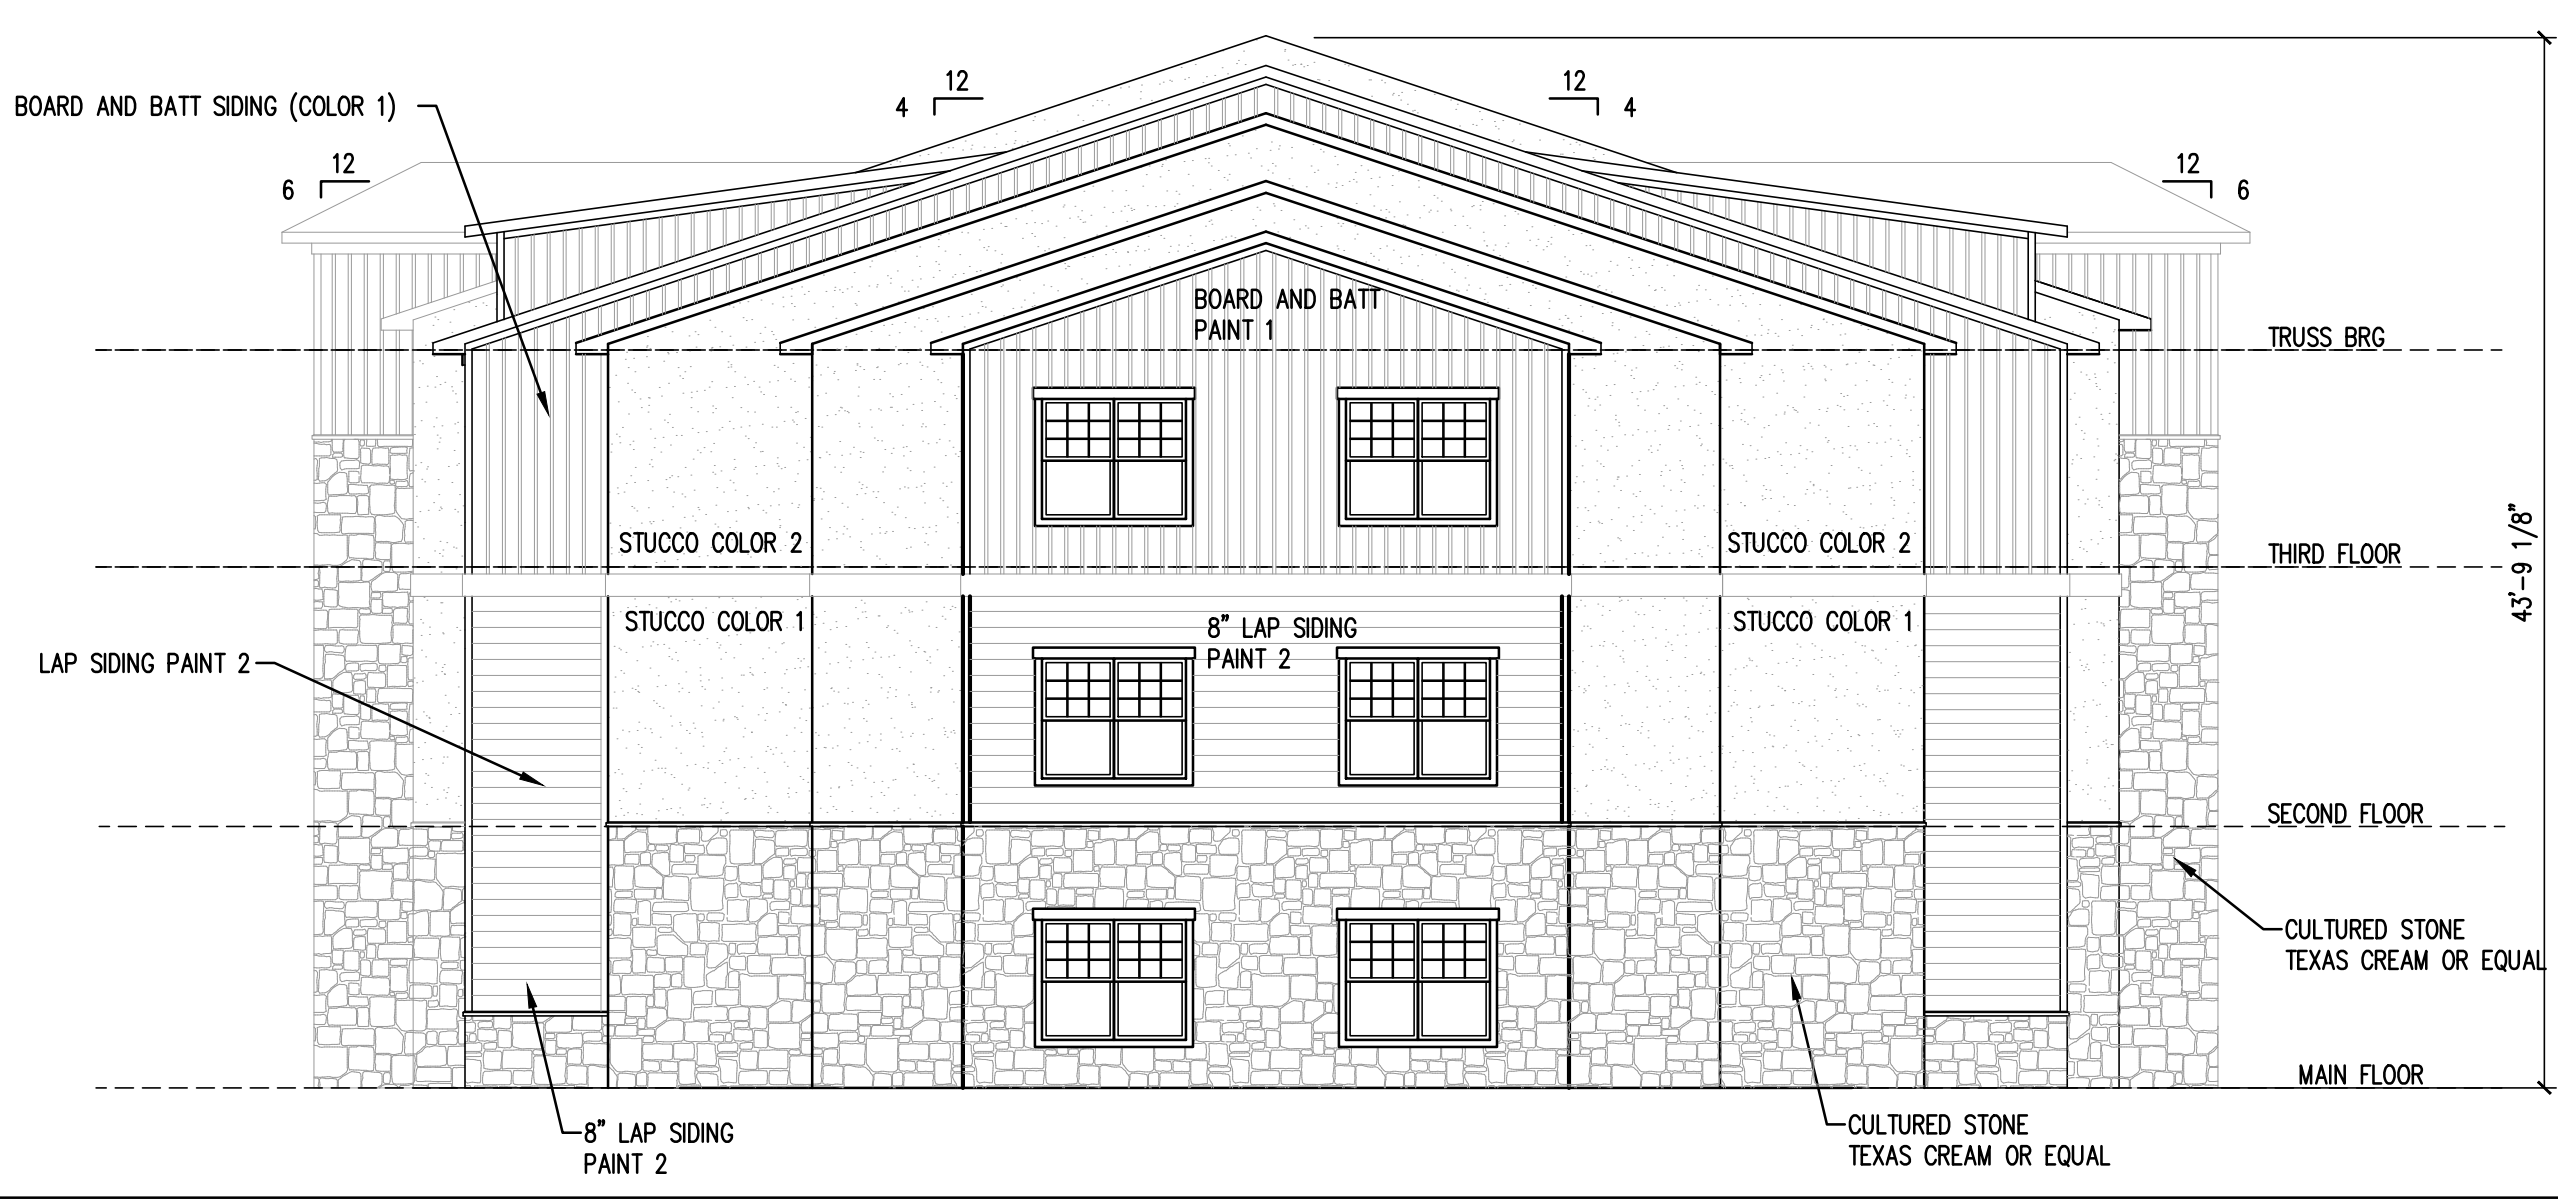 12
4
12
4
BOARD AND BATT SIDING (COLOR 1)
12
6
12
6
BOARD AND BATT
PAINT 1
TRUSS BRG
STUCCO COLOR 2
STUCCO COLOR 2
THIRD FLOOR
43'-9 1/8"
STUCCO COLOR 1
8" LAP SIDING
PAINT 2
STUCCO COLOR 1
LAP SIDING PAINT 2
SECOND FLOOR
CULTURED STONE
TEXAS CREAM OR EQUAL
MAIN FLOOR
8" LAP SIDING
PAINT 2
CULTURED STONE
TEXAS CREAM OR EQUAL